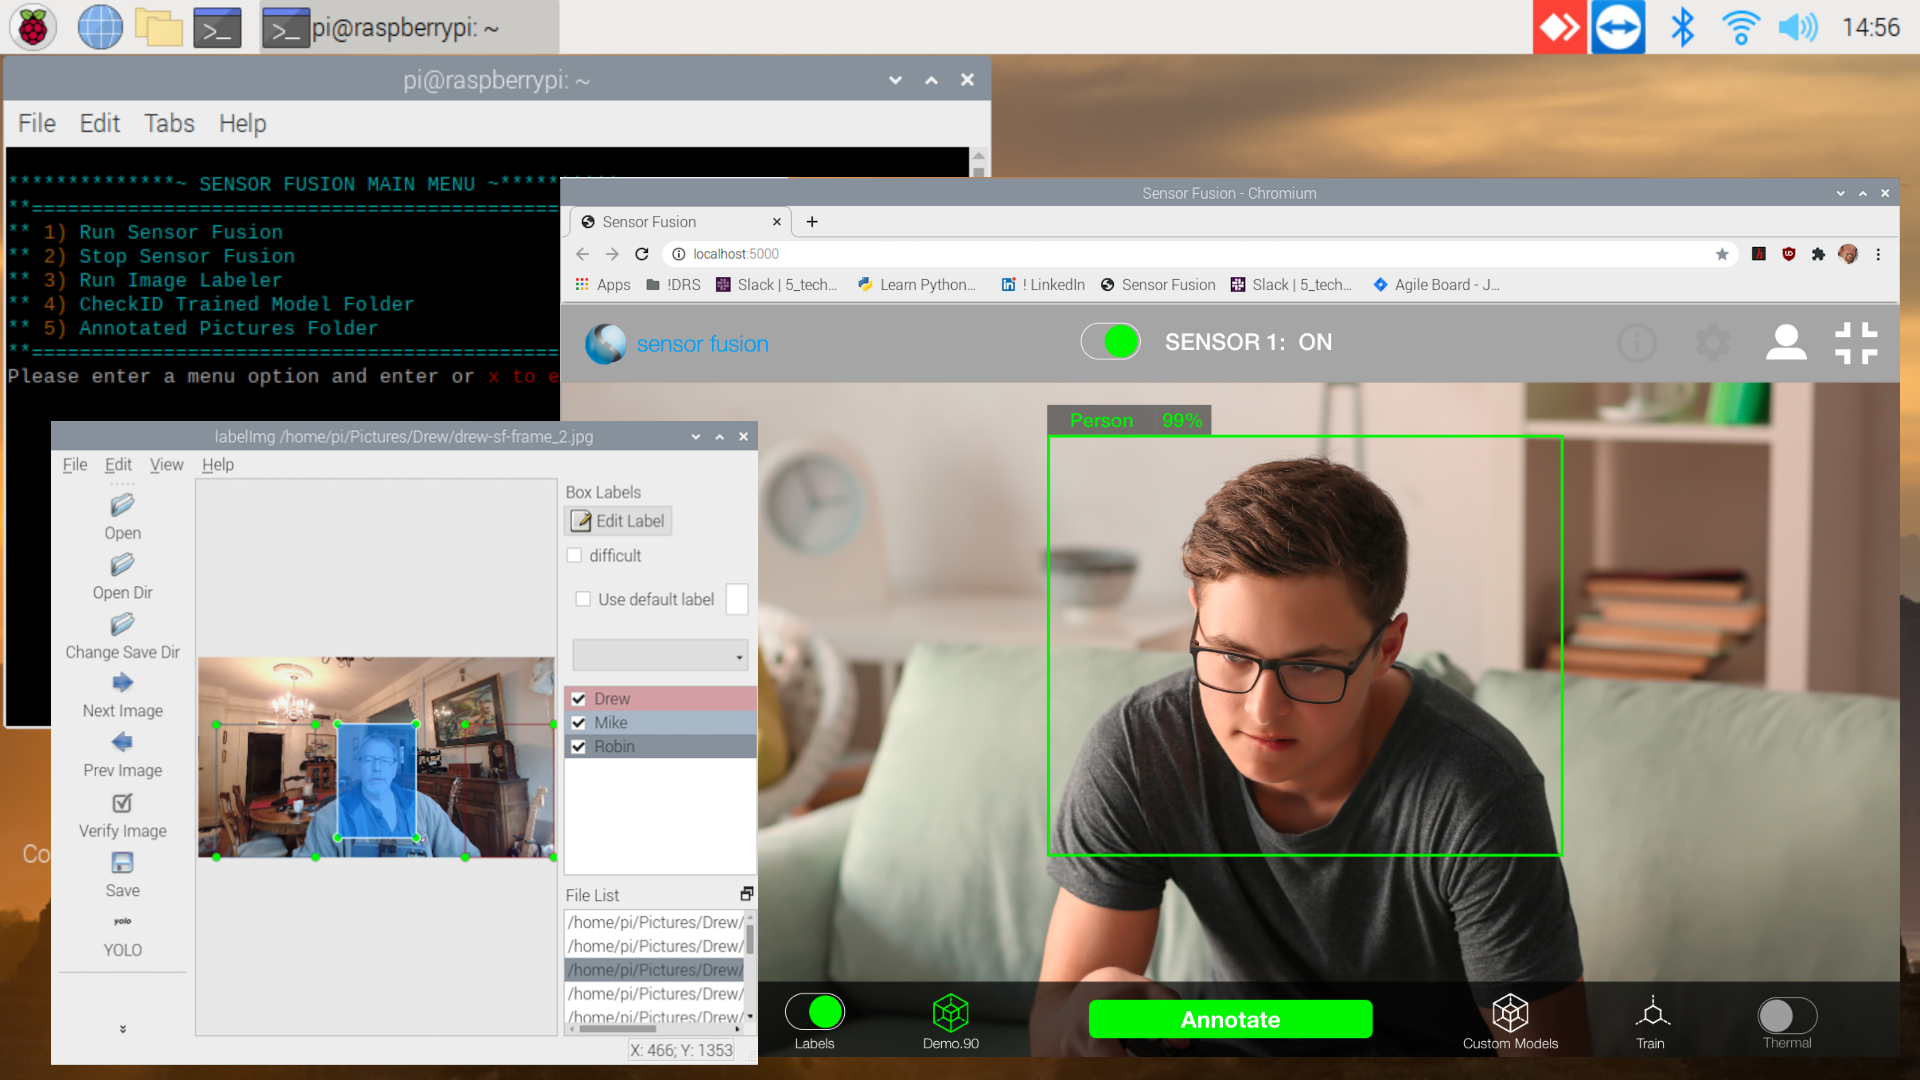 pi@raspberrypi: ~
14:56
pi@raspberrypi: ~
File Edit Tabs Help
**************~ SENSOR FUSION MAIN MENU ~**********
** 1) Run Sensor Fusion
** 2) Stop Sensor Fusion
** 3) Run Image Labeler
** 4) CheckID Trained Model Folder
** 5) Annotated Pictures Folder
Please enter a menu option and enter or x to e
Sensor Fusion - Chromium
Sensor Fusion
localhost:5000
Apps !DRS Slack | 5_tech... Learn Python... ! LinkedIn Sensor Fusion Slack | 5_tech... Agile Board - J...
sensor fusion
SENSOR 1: ON
Person 99%
labelImg /home/pi/Pictures/Drew/drew-sf-frame_2.jpg
File Edit View Help
Open
Open Dir
Change Save Dir
Next Image
Prev Image
Verify Image
Save
yolo
YOLO
Box Labels
Edit Label
difficult
Use default label
Drew
Mike
Robin
File List
/home/pi/Pictures/Drew/
/home/pi/Pictures/Drew/
/home/pi/Pictures/Drew/
/home/pi/Pictures/Drew/
/home/pi/Pictures/Drew/
X: 466; Y: 1353
Co
Labels
Demo.90
Annotate
Custom Models
Train
Thermal